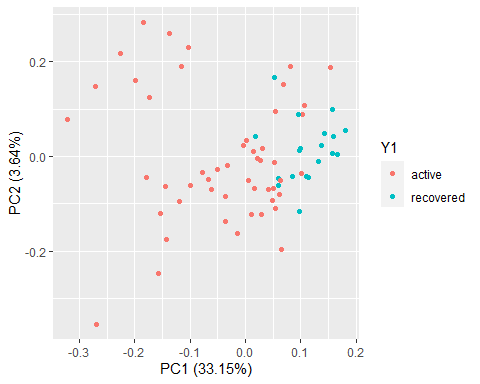 0.2
0.0
-0.2
PC2 (3.64%)
-0.3
-0.2
-0.1
0.0
0.1
0.2
PC1 (33.15%)
Y1
active
recovered